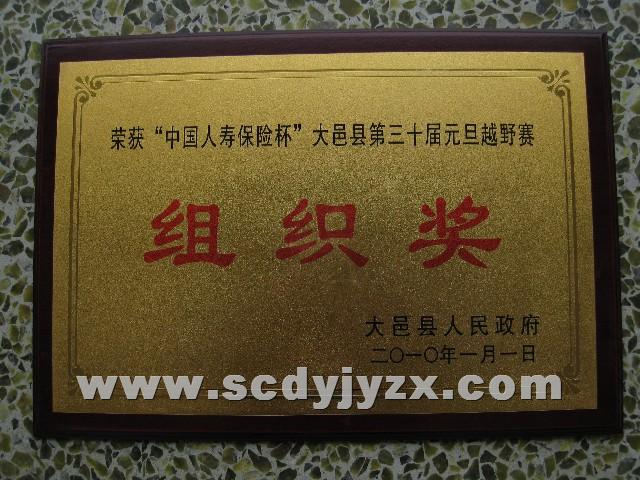 荣获“中国人寿保险杯”大邑县第三十届元旦越野赛
组织奖
大邑县人民政府
二〇一〇年一月一日
www.scdyjyzx.com